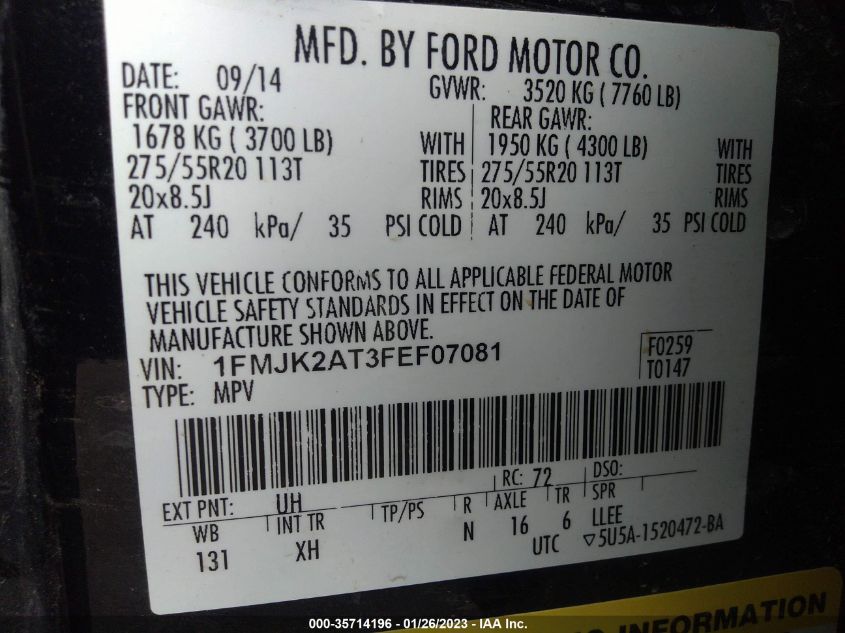 MFD. BY FORD MOTOR CO.
DATE: 09/14 GVWR: 3520 KG ( 7760 LB)
FRONT GAWR: REAR GAWR:
1678 KG ( 3700 LB) WITH 1950 KG ( 4300 LB) WITH
275/55R20 113T TIRES 275/55R20 113T TIRES
20x8.5J RIMS 20x8.5J RIMS
AT 240 kPa/ 35 PSI COLD AT 240 kPa/ 35 PSI COLD
THIS VEHICLE CONFORMS TO ALL APPLICABLE FEDERAL MOTOR
VEHICLE SAFETY STANDARDS IN EFFECT ON THE DATE OF
MANUFACTURE SHOWN ABOVE.
VIN: 1FMJK2AT3FEF07081 F0259
TYPE: MPV T0147
EXT PNT: UH RC: 72 DSO:
WB INT TR TP/PS R AXLE TR SPR
131 XH N 16 6 LLEE
UTC ▽5U5A-1520472-BA
INFORMATION
000-35714196 - 01/26/2023 - IAA Inc.